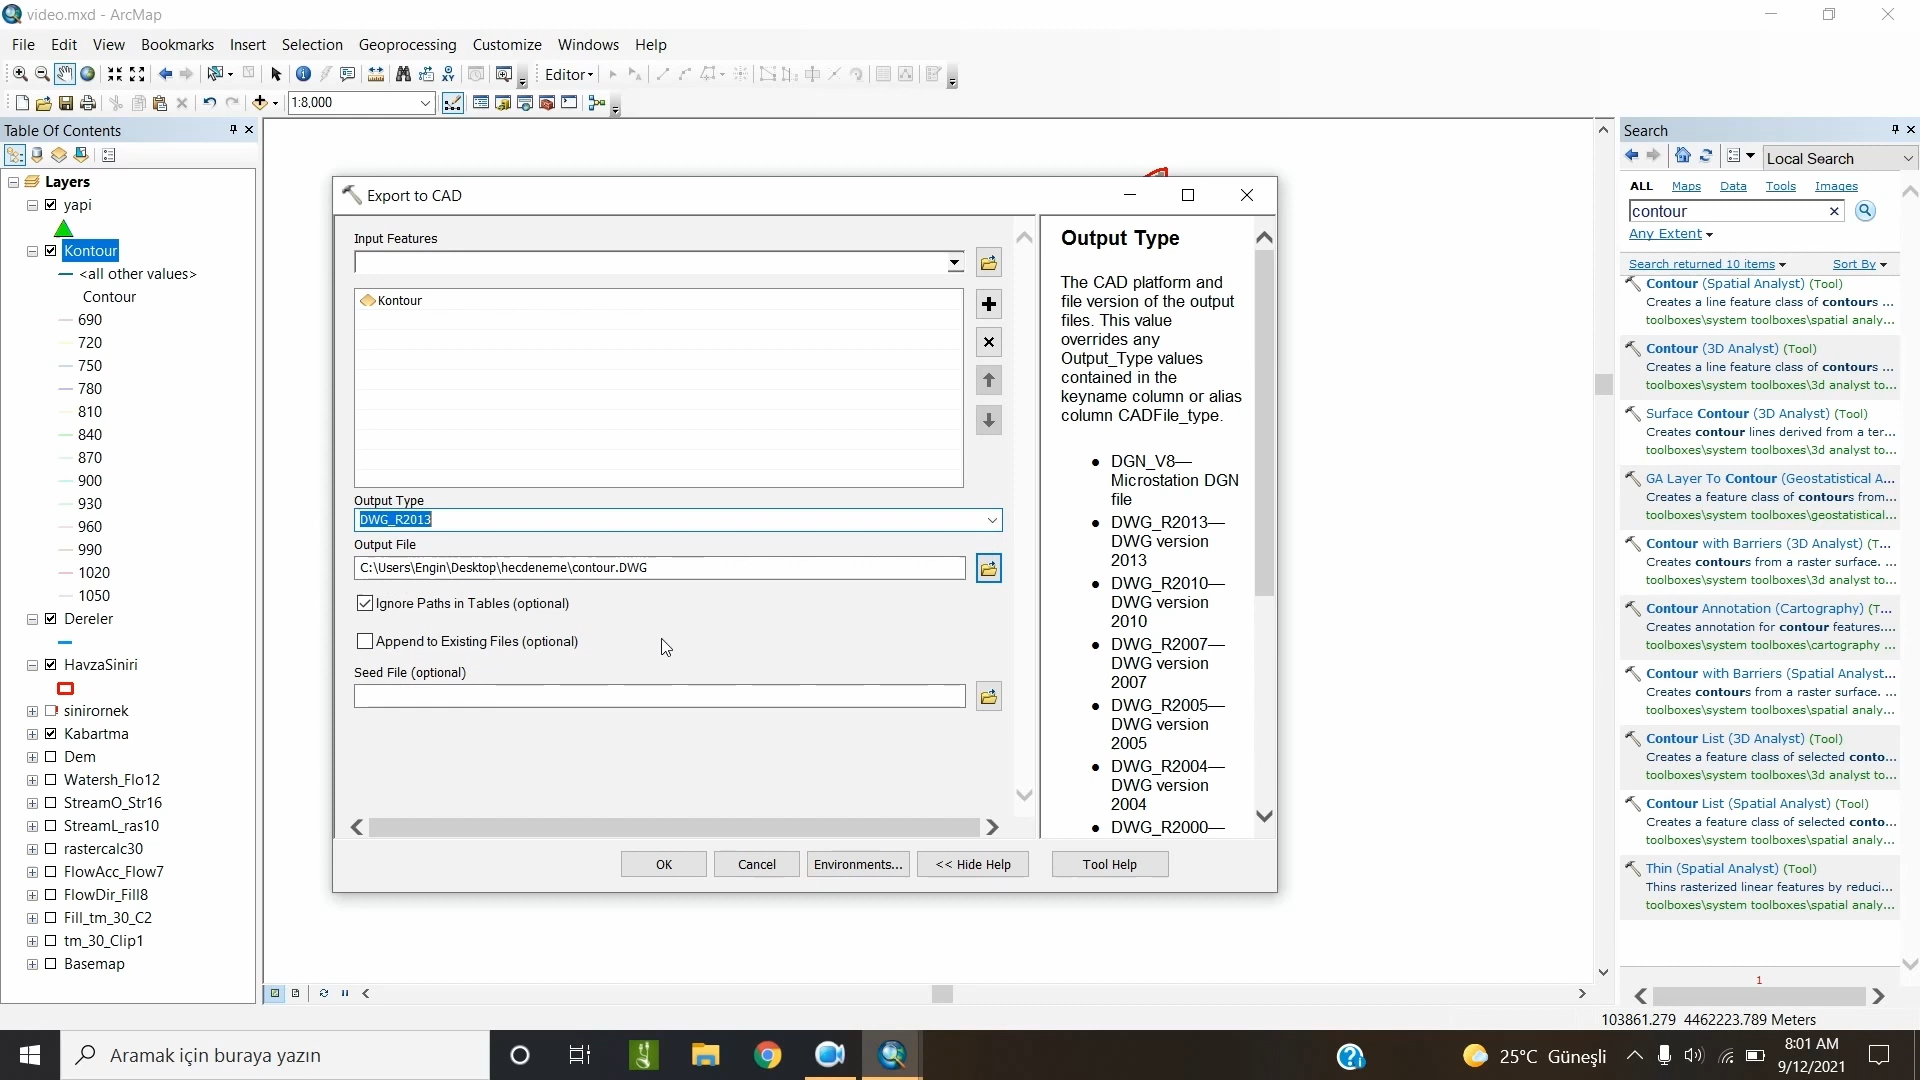 video.mxd - ArcMap
File Edit View Bookmarks Insert Selection Geoprocessing Customize Windows Help
Editor
1:8,000
Table Of Contents
Layers
yapi
Kontour
<all other values>
Contour
690
720
750
780
810
840
870
900
930
960
990
1020
1050
Dereler
HavzaSiniri
sinirornek
Kabartma
Dem
Watersh_Flo12
StreamO_Str16
StreamL_ras10
rastercalc30
FlowAcc_Flow7
FlowDir_Fill8
Fill_tm_30_C2
tm_30_Clip1
Basemap
Export to CAD
Input Features
Kontour
Output Type
DWG_R2013
Output File
C:\Users\Engin\Desktop\hecdeneme\contour.DWG
Ignore Paths in Tables (optional)
Append to Existing Files (optional)
Seed File (optional)
OK Cancel Environments... << Hide Help Tool Help
Output Type
The CAD platform and
file version of the output
files. This value
overrides any
Output_Type values
contained in the
keyname column or alias
column CADFile_type.
• DGN_V8—
Microstation DGN
file
• DWG_R2013—
DWG version
2013
• DWG_R2010—
DWG version
2010
• DWG_R2007—
DWG version
2007
• DWG_R2005—
DWG version
2005
• DWG_R2004—
DWG version
2004
• DWG_R2000—
Search
Local Search
ALL Maps Data Tools Images
contour
Any Extent
Search returned 10 items Sort By
Contour (Spatial Analyst) (Tool)
Creates a line feature class of contours ...
toolboxes\system toolboxes\spatial analy...
Contour (3D Analyst) (Tool)
Creates a line feature class of contours ...
toolboxes\system toolboxes\3d analyst to...
Surface Contour (3D Analyst) (Tool)
Creates contour lines derived from a ter...
toolboxes\system toolboxes\3d analyst to...
GA Layer To Contour (Geostatistical A...
Creates a feature class of contours from...
toolboxes\system toolboxes\geostatistical...
Contour with Barriers (3D Analyst) (T...
Creates contours from a raster surface. ...
toolboxes\system toolboxes\3d analyst to...
Contour Annotation (Cartography) (T...
Creates annotation for contour features....
toolboxes\system toolboxes\cartography ...
Contour with Barriers (Spatial Analyst...
Creates contours from a raster surface. ...
toolboxes\system toolboxes\spatial analy...
Contour List (3D Analyst) (Tool)
Creates a feature class of selected conto...
toolboxes\system toolboxes\3d analyst to...
Contour List (Spatial Analyst) (Tool)
Creates a feature class of selected conto...
toolboxes\system toolboxes\spatial analy...
Thin (Spatial Analyst) (Tool)
Thins rasterized linear features by reduci...
toolboxes\system toolboxes\spatial analy...
1
103861.279 4462223.789 Meters
Aramak için buraya yazın
25°C Güneşli
8:01 AM
9/12/2021